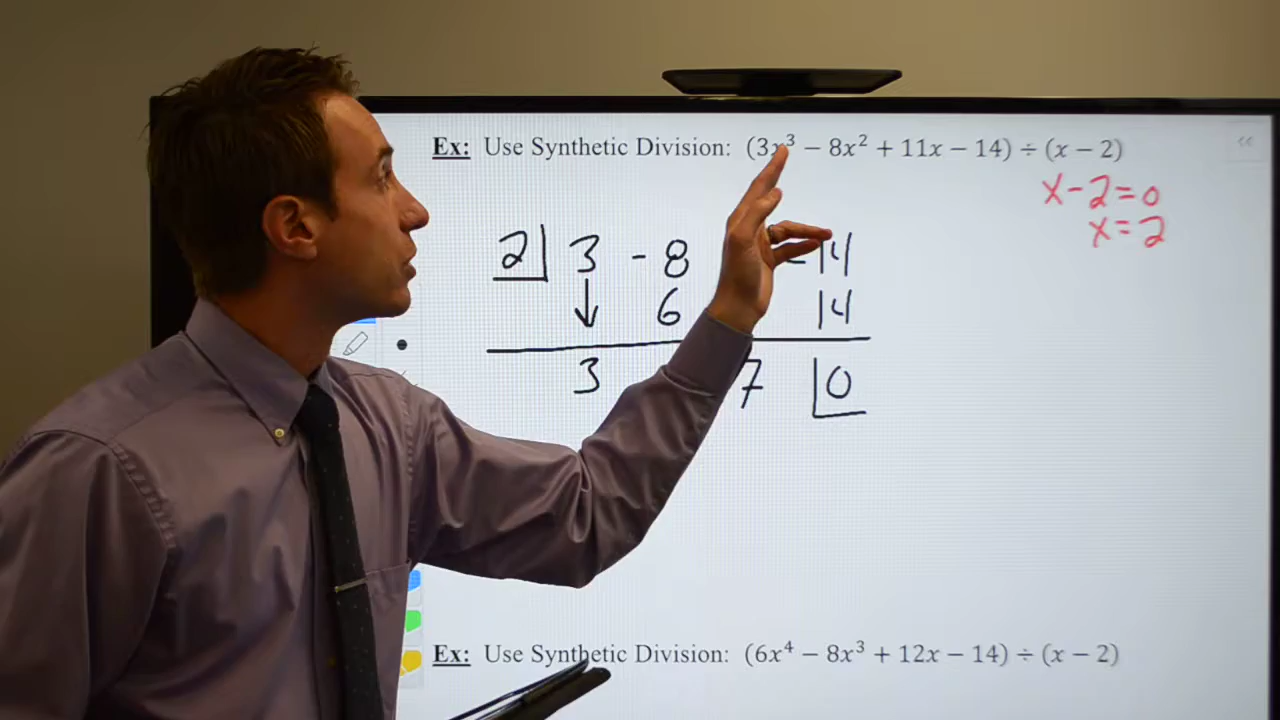 Ex: Use Synthetic Division: (3x³ − 8x² + 11x − 14) ÷ (x − 2)
x-2=0
x=2
2 3 -8 -14
↓ 6 14
3 7 0
Ex: Use Synthetic Division: (6x⁴ − 8x³ + 12x − 14) ÷ (x − 2)